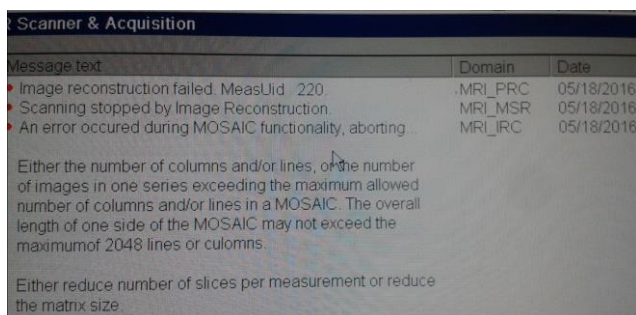 Scanner & Acquisition
Message text Domain Date
Image reconstruction failed. MeasUid 220. MRI_PRC 05/18/2016
Scanning stopped by Image Reconstruction. MRI_MSR 05/18/2016
An error occured during MOSAIC functionality, aborting... MRI_IRC 05/18/2016
Either the number of columns and/or lines, or the number
of images in one series exceeding the maximum allowed
number of columns and/or lines in a MOSAIC. The overall
length of one side of the MOSAIC may not exceed the
maximumof 2048 lines or culomns.
Either reduce number of slices per measurement or reduce
the matrix size.